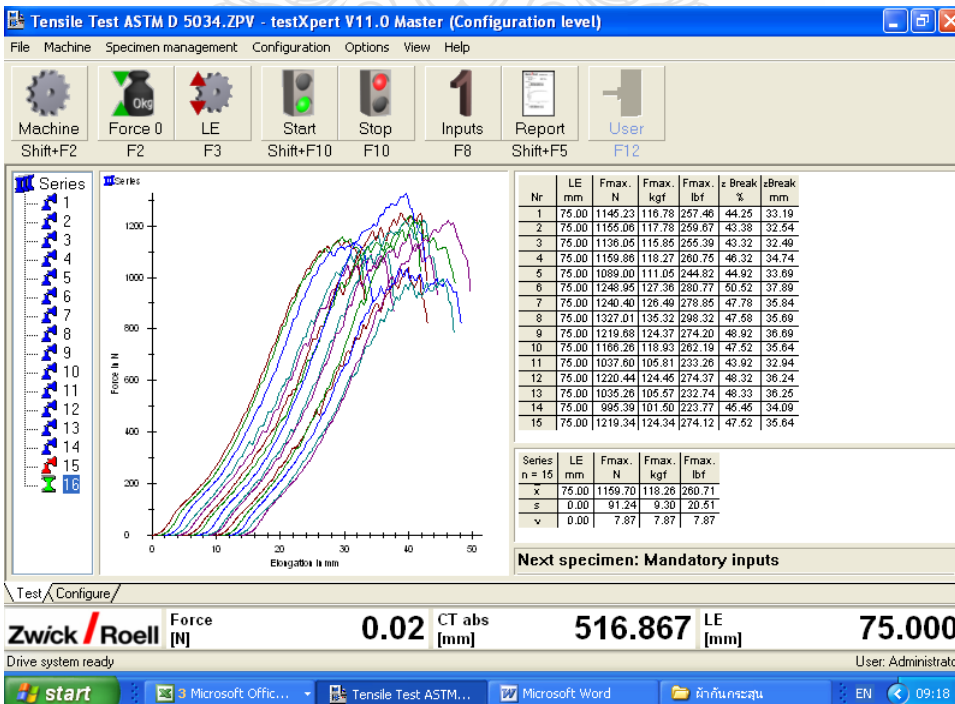 Tensile Test ASTM D 5034.ZPV - testXpert V11.0 Master (Configuration level)
File Machine Specimen management Configuration Options View Help
0kg
Machine Force 0 LE Start Stop Inputs Report User
Shift+F2 F2 F3 Shift+F10 F10 F8 Shift+F5 F12
Series
1
2
3
4
5
6
7
8
9
10
11
12
13
14
15
16
Series
Force in N
1200
1000
800
600
400
200
0
0 10 20 30 40 50
Elongation in mm
LE Fmax. Fmax. Fmax. z Break zBreak
Nr mm N kgf lbf % mm
1 75.00 1145.23 116.78 257.46 44.25 33.19
2 75.00 1155.06 117.78 259.67 43.38 32.54
3 75.00 1136.05 115.85 255.39 43.32 32.49
4 75.00 1159.86 118.27 260.75 46.32 34.74
5 75.00 1089.00 111.05 244.82 44.92 33.69
6 75.00 1248.95 127.36 280.77 50.52 37.89
7 75.00 1240.40 126.49 278.85 47.78 35.84
8 75.00 1327.01 135.32 298.32 47.58 35.69
9 75.00 1219.68 124.37 274.20 48.92 36.69
10 75.00 1166.26 118.93 262.19 47.52 35.64
11 75.00 1037.60 105.81 233.26 43.92 32.94
12 75.00 1220.44 124.45 274.37 48.32 36.24
13 75.00 1035.26 105.57 232.74 48.33 36.25
14 75.00 995.39 101.50 223.77 45.45 34.09
15 75.00 1219.34 124.34 274.12 47.52 35.64
Series LE Fmax. Fmax. Fmax.
n = 15 mm N kgf lbf
x̄ 75.00 1159.70 118.26 260.71
s 0.00 91.24 9.30 20.51
v 0.00 7.87 7.87 7.87
Next specimen: Mandatory inputs
Test Configure
Zwick / Roell Force [N] 0.02 CT abs [mm] 516.867 LE [mm] 75.000
Drive system ready User: Administrato
start 3 Microsoft Offic... Tensile Test ASTM... Microsoft Word ผ้ากันกระสุน EN 09:18